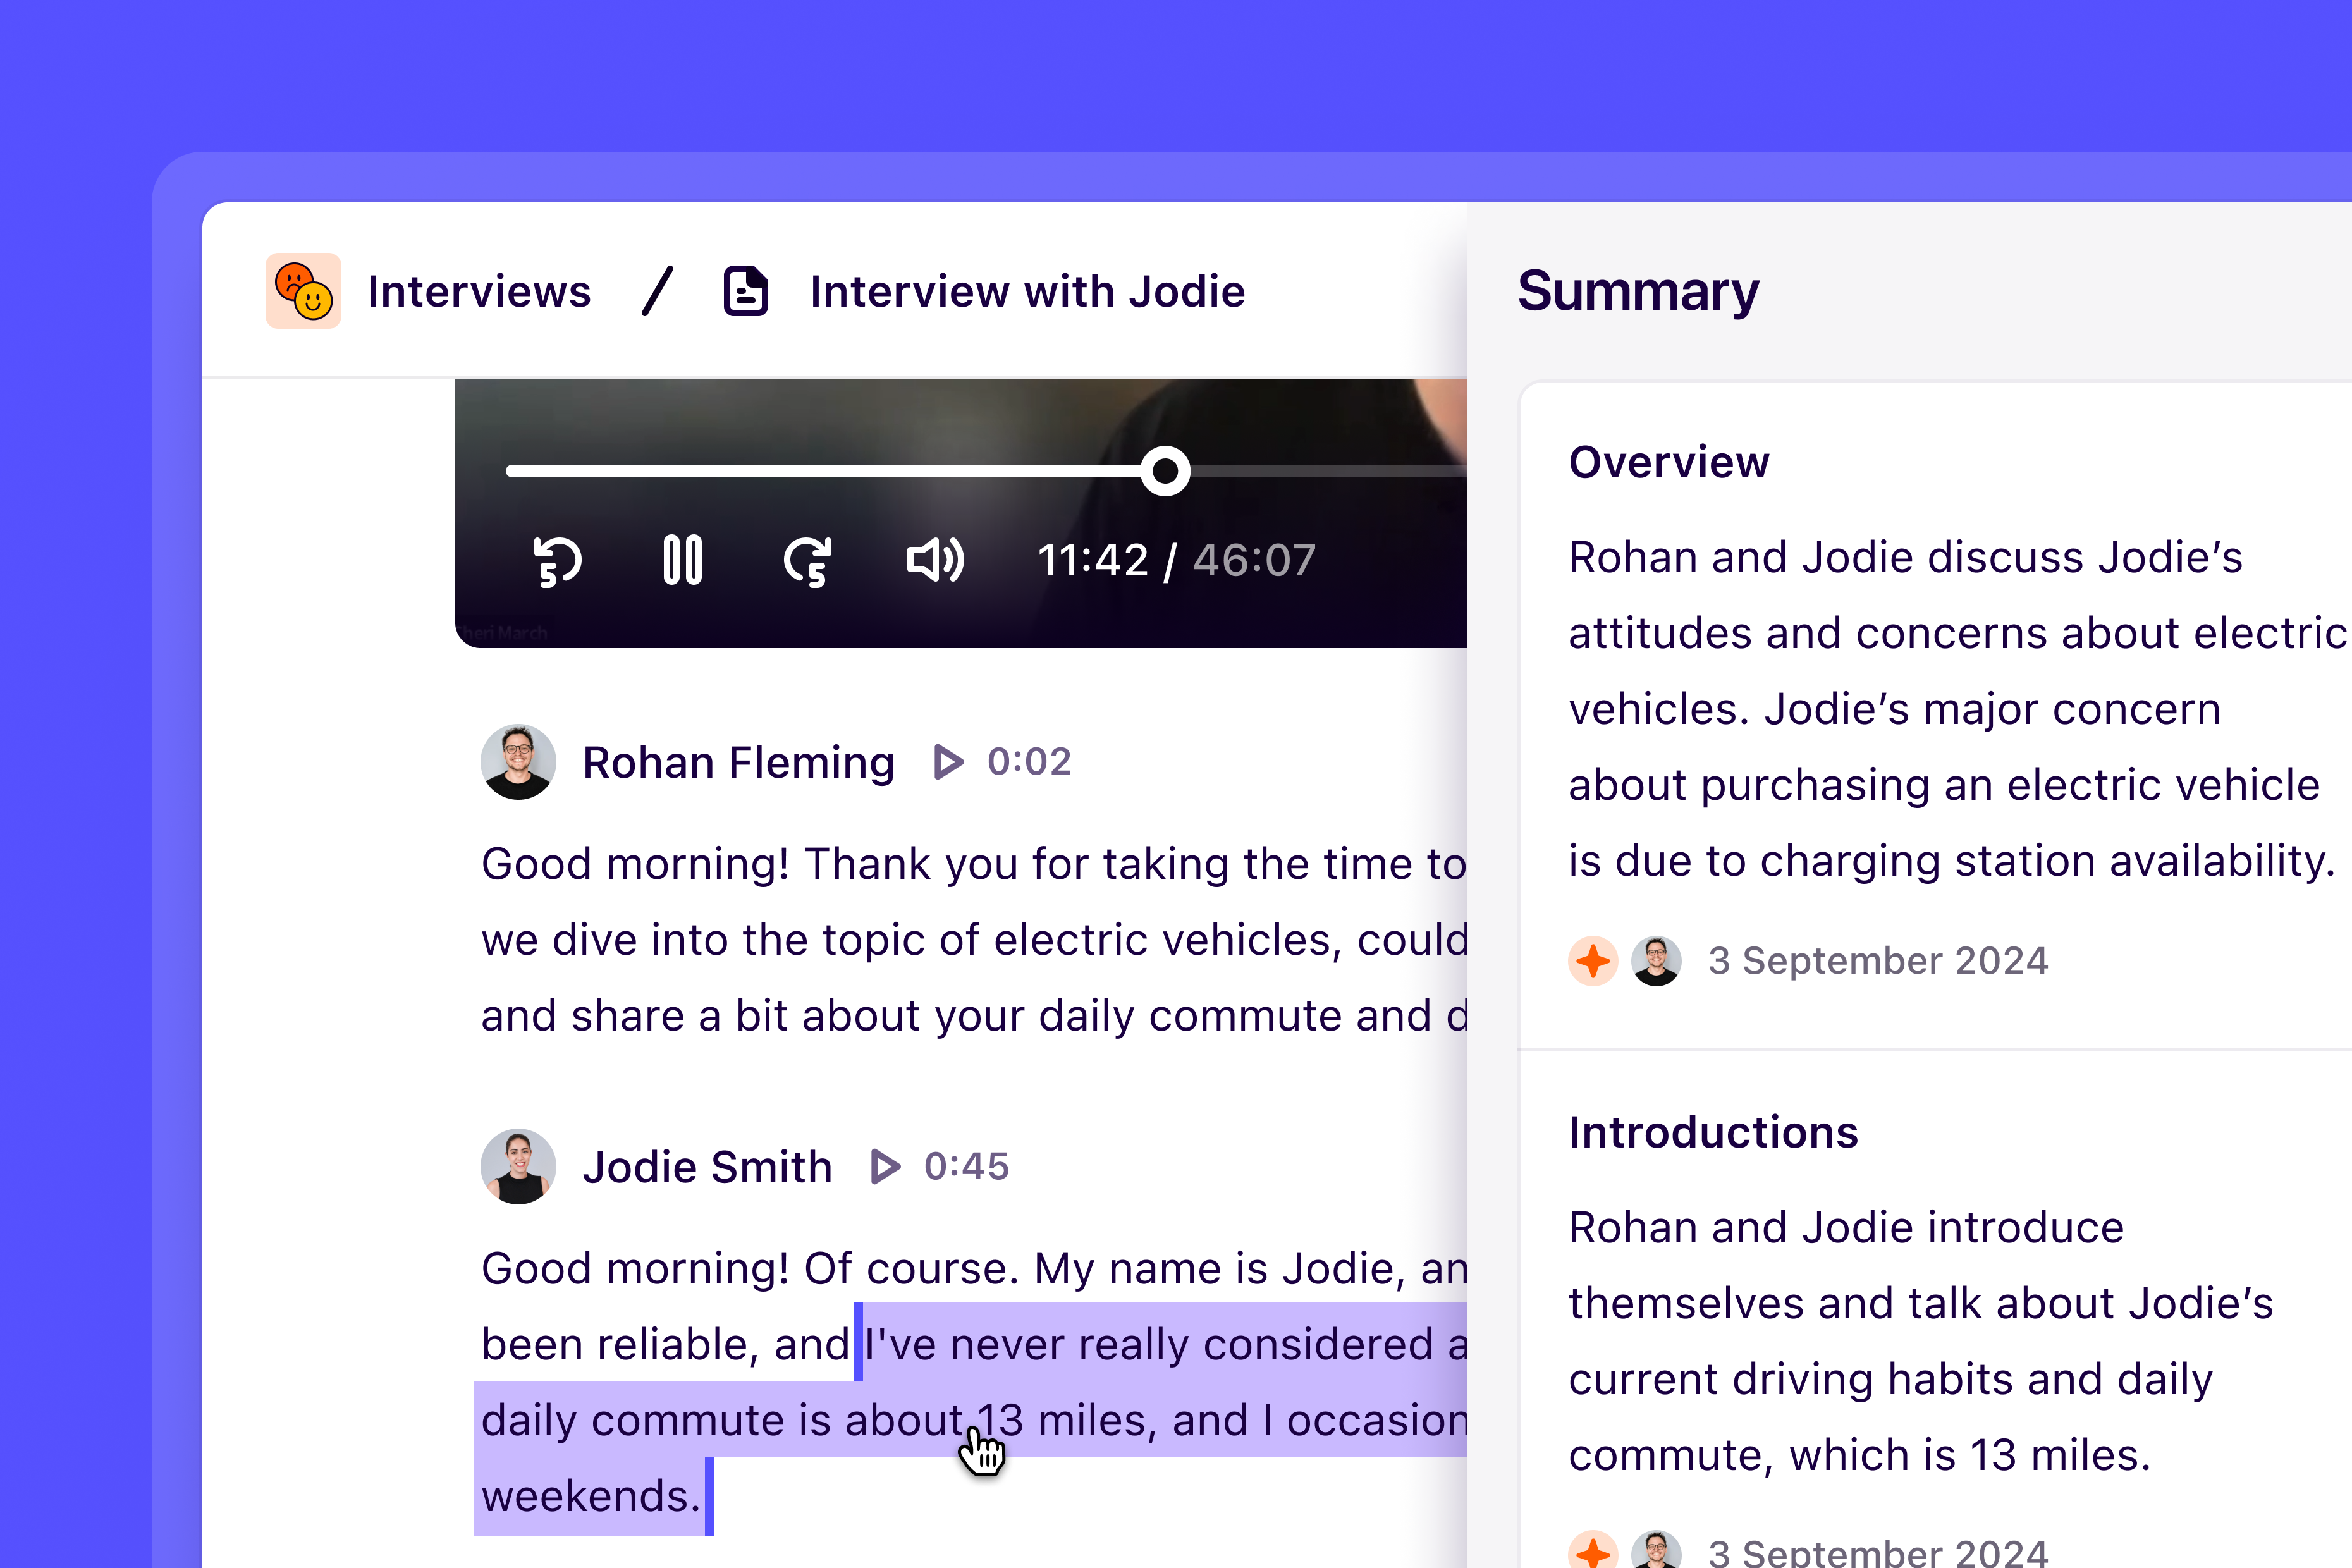 Interviews / Interview with Jodie
5 5 11:42 / 46:07
heri March
Rohan Fleming 0:02
Good morning! Thank you for taking the time to
we dive into the topic of electric vehicles, could
and share a bit about your daily commute and d
Jodie Smith 0:45
Good morning! Of course. My name is Jodie, an
been reliable, and I've never really considered a
daily commute is about 13 miles, and I occasion
weekends.
Summary
Overview
Rohan and Jodie discuss Jodie’s
attitudes and concerns about electric
vehicles. Jodie’s major concern
about purchasing an electric vehicle
is due to charging station availability.
3 September 2024
Introductions
Rohan and Jodie introduce
themselves and talk about Jodie’s
current driving habits and daily
commute, which is 13 miles.
3 September 2024